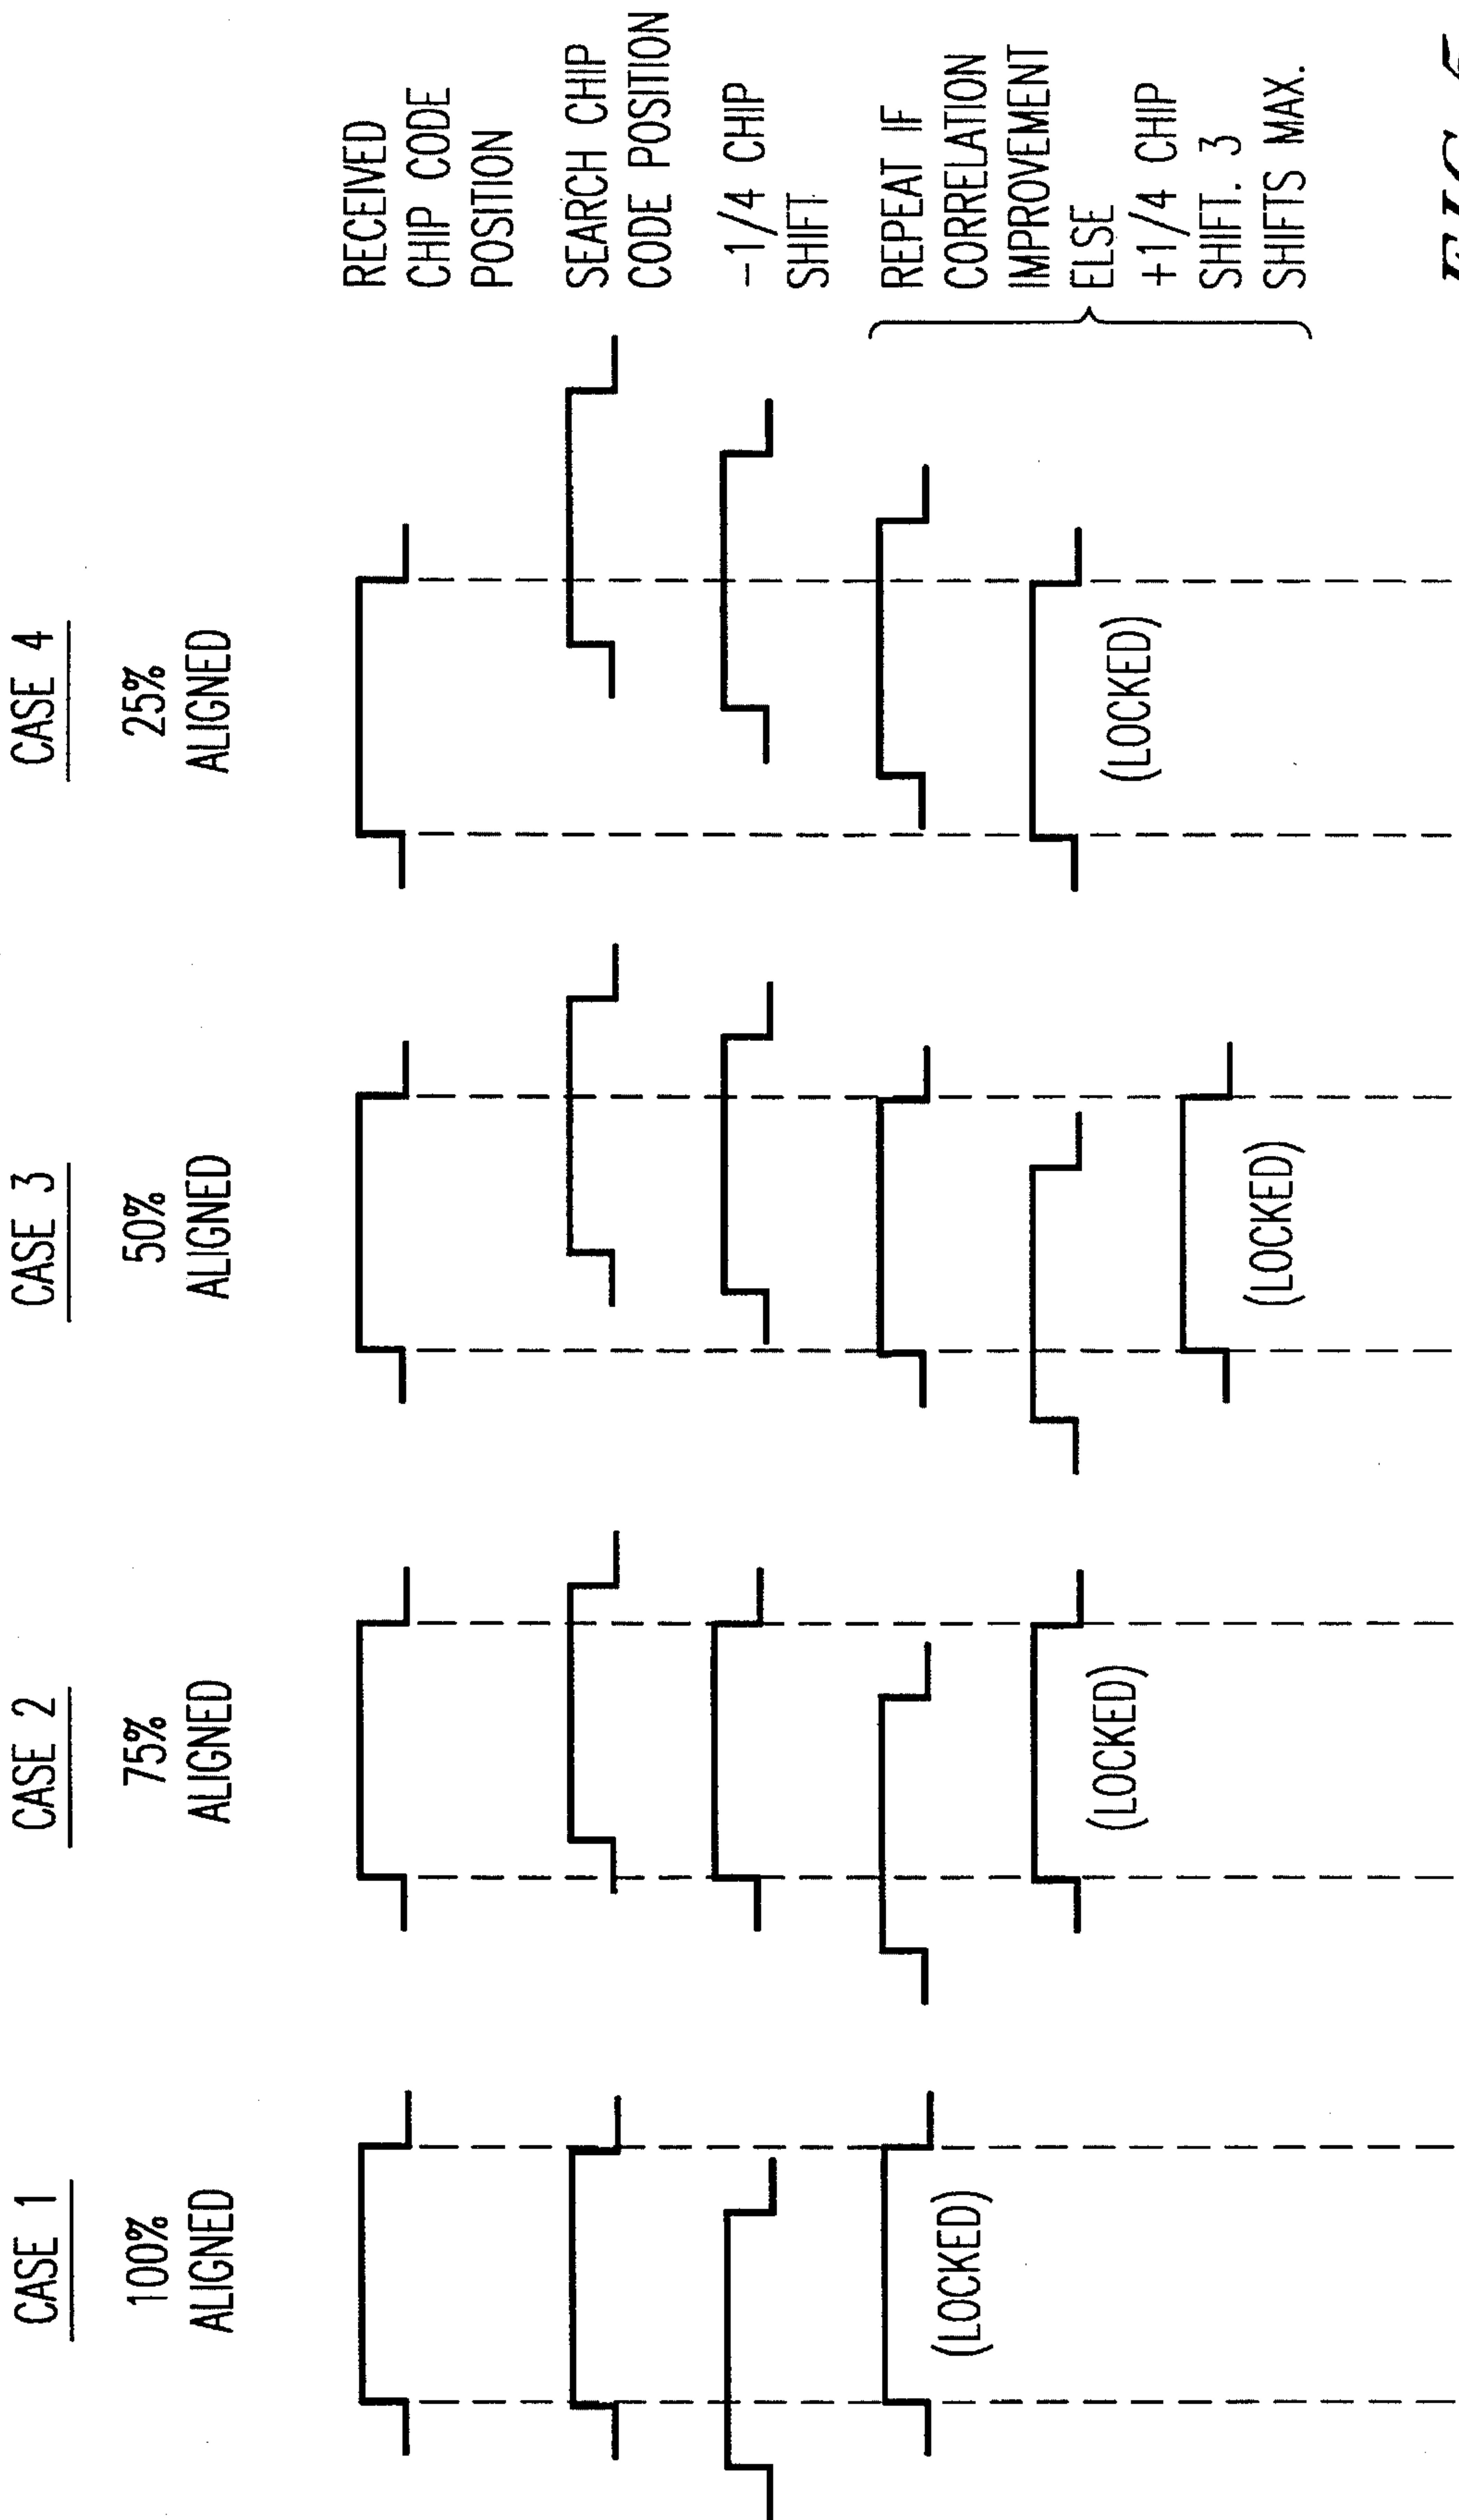 CASE 1
100%
ALIGNED
(LOCKED)
CASE 2
75%
ALIGNED
(LOCKED)
CASE 3
50%
ALIGNED
(LOCKED)
CASE 4
25%
ALIGNED
(LOCKED)
RECEIVED
CHIP CODE
POSITION
SEARCH CHIP
CODE POSITION
-1/4 CHIP
SHIFT
REPEAT IF
CORRELATION
IMPROVEMENT
ELSE
+1/4 CHIP
SHIFT. 3
SHIFTS MAX.